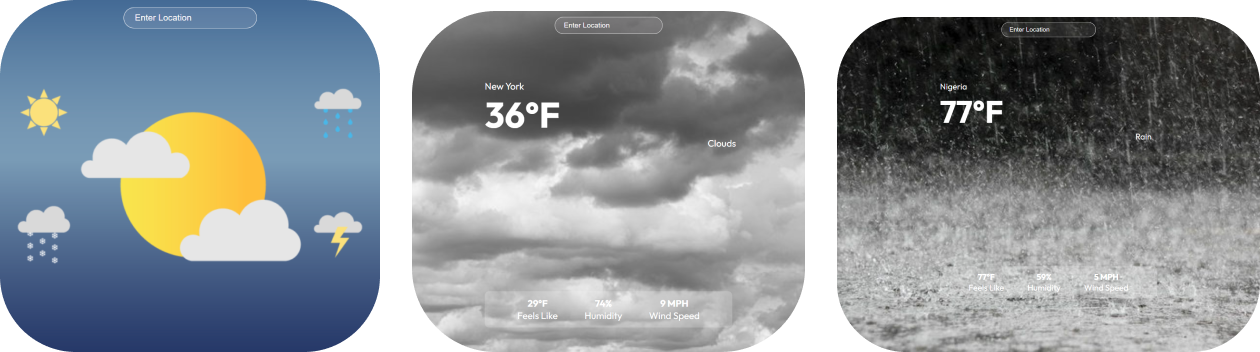 Enter Location
Enter Location
New York
36°F
Clouds
29°F 74% 9 MPH
Feels Like Humidity Wind Speed
Enter Location
Nigeria
77°F
Rain
77°F 59% 5 MPH
Feels Like Humidity Wind Speed